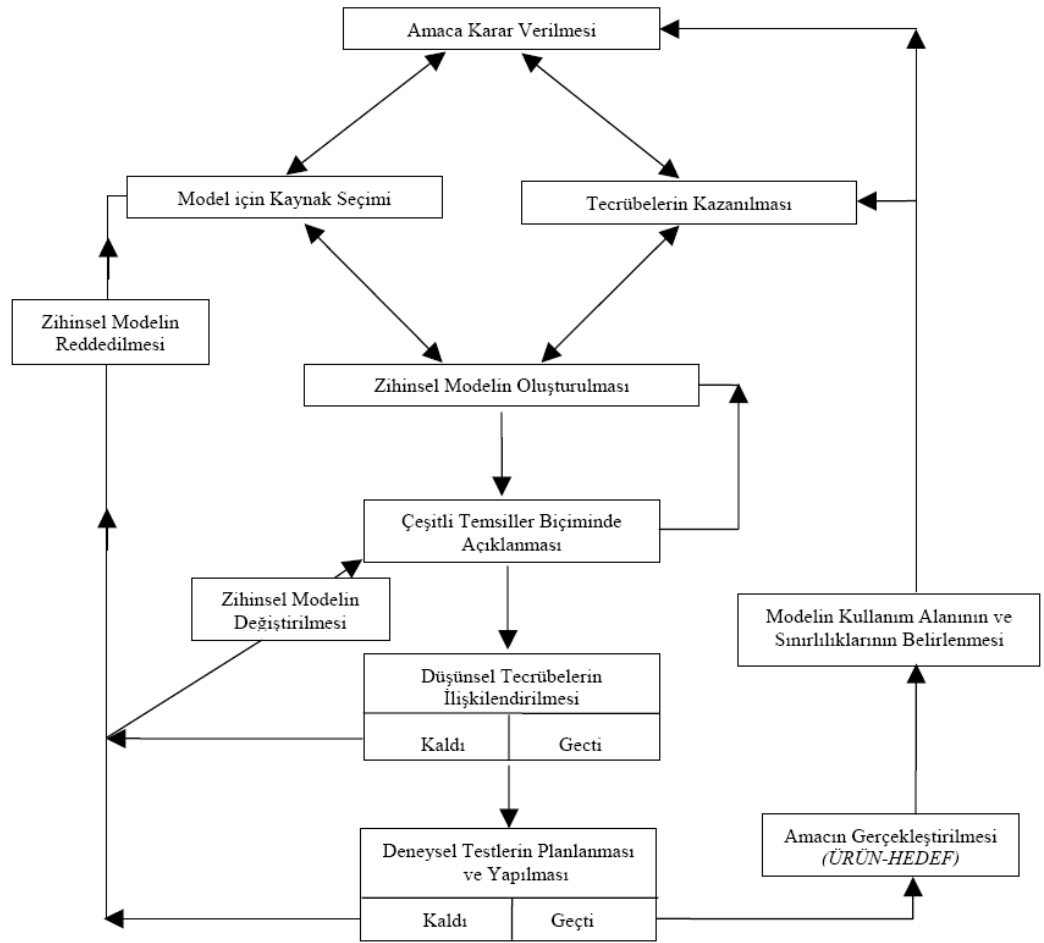 Amaca Karar Verilmesi
Model için Kaynak Seçimi
Tecrübelerin Kazanılması
Zihinsel Modelin
Reddedilmesi
Zihinsel Modelin Oluşturulması
Çeşitli Temsiller Biçiminde
Açıklanması
Zihinsel Modelin
Değiştirilmesi
Modelin Kullanım Alanının ve
Sınırlılıklarının Belirlenmesi
Düşünsel Tecrübelerin
İlişkilendirilmesi
Kaldı
Gecti
Amacın Gerçekleştirilmesi
(ÜRÜN-HEDEF)
Deneysel Testlerin Planlanması
ve Yapılması
Kaldı
Geçti